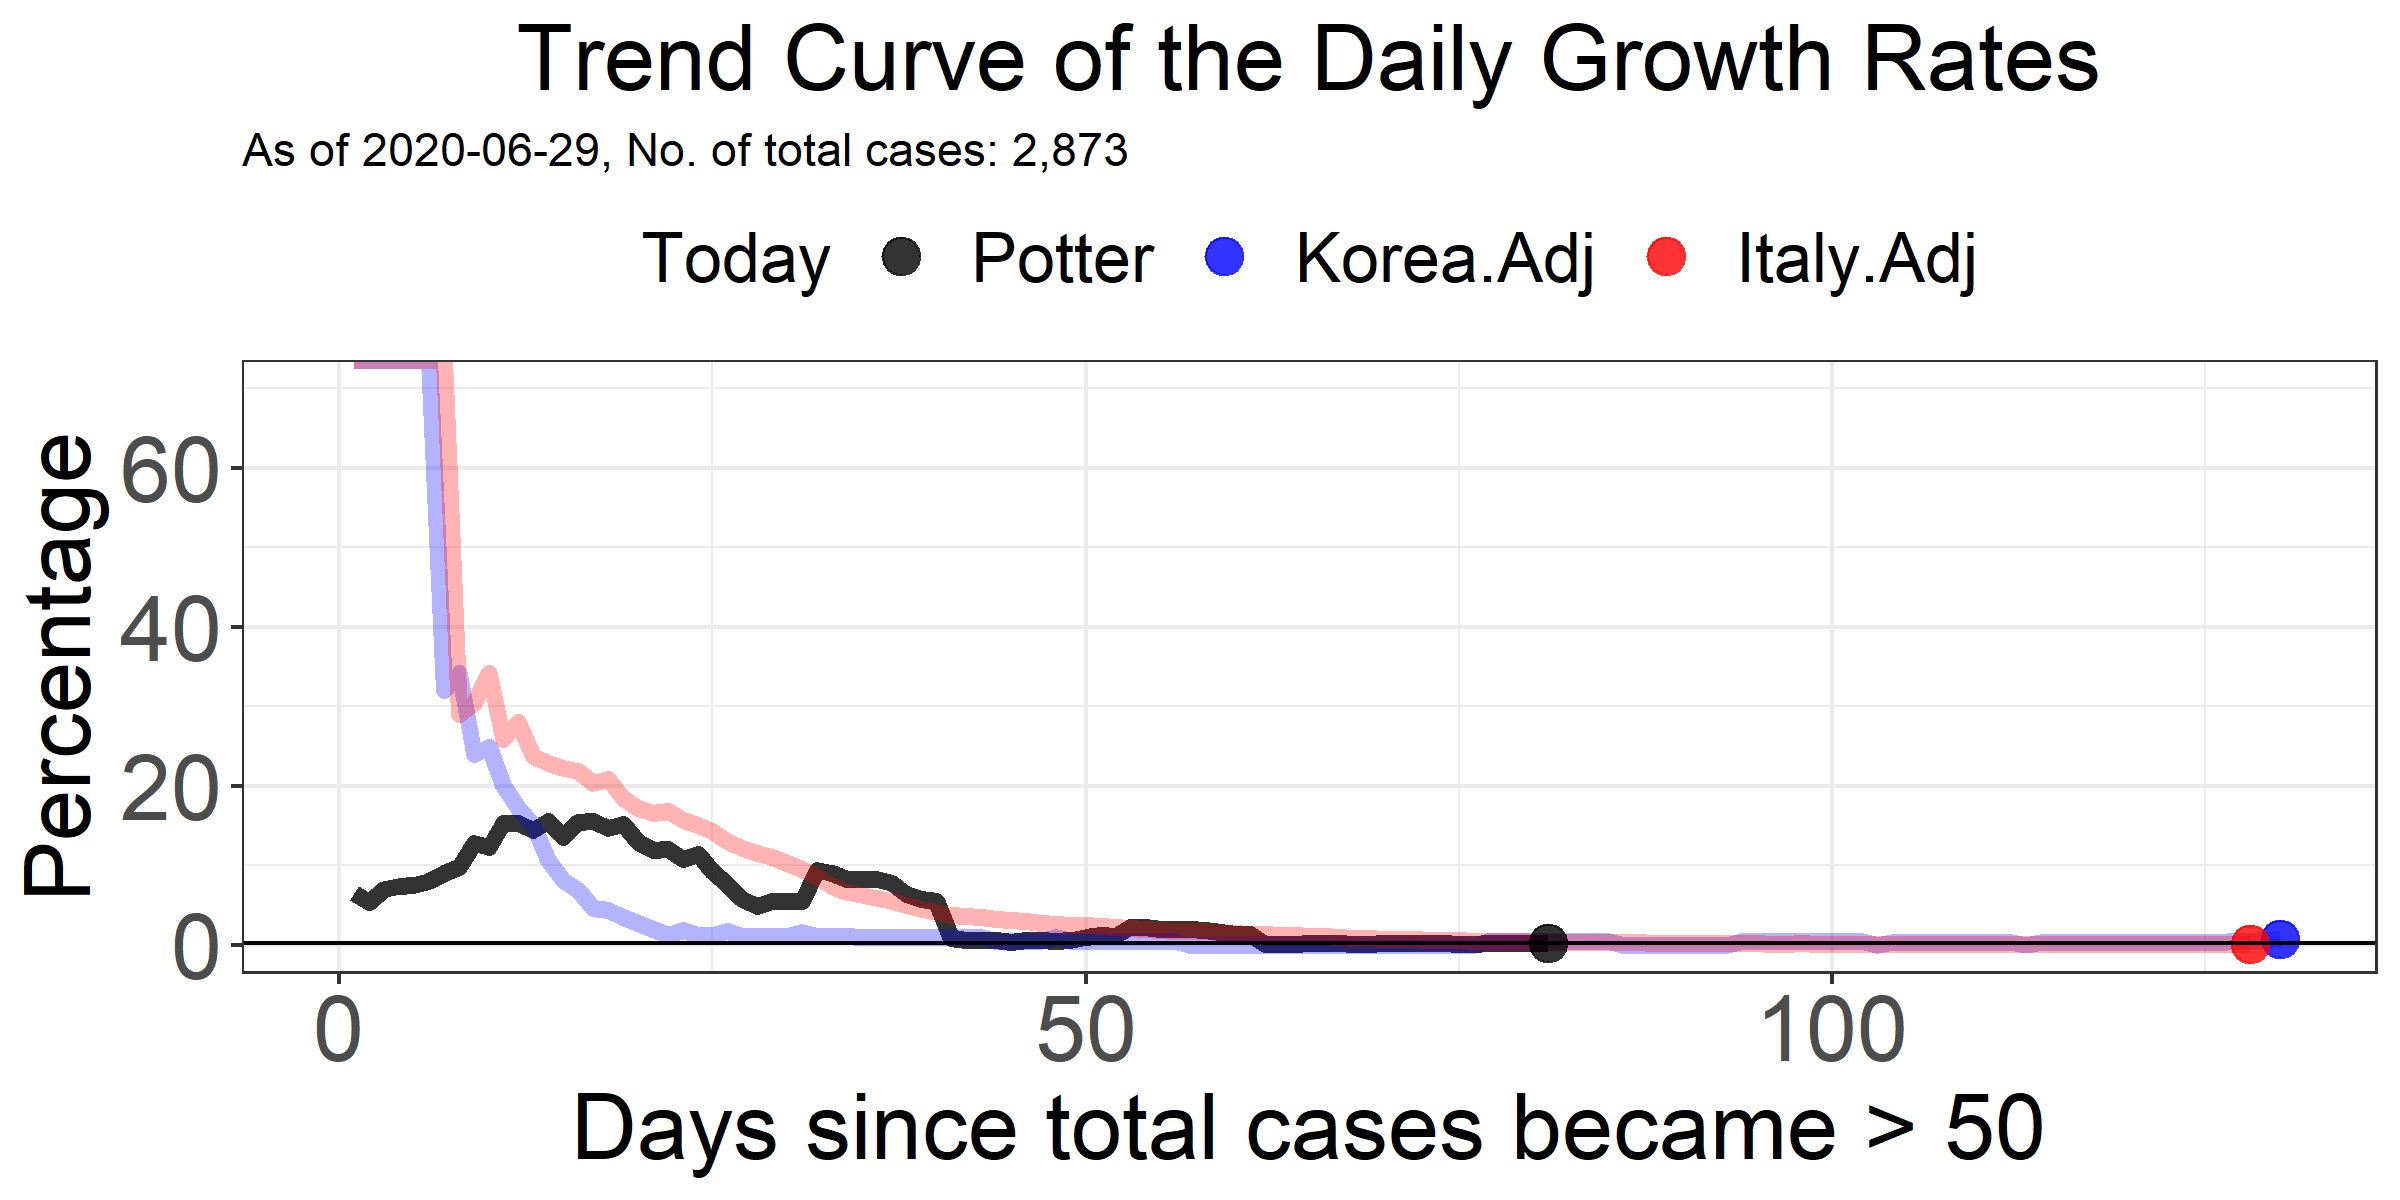 Trend Curve of the Daily Growth Rates
As of 2020-06-29, No. of total cases: 2,873
Today Potter Korea.Adj Italy.Adj
Percentage
60
40
20
0
0 50 100
Days since total cases became > 50